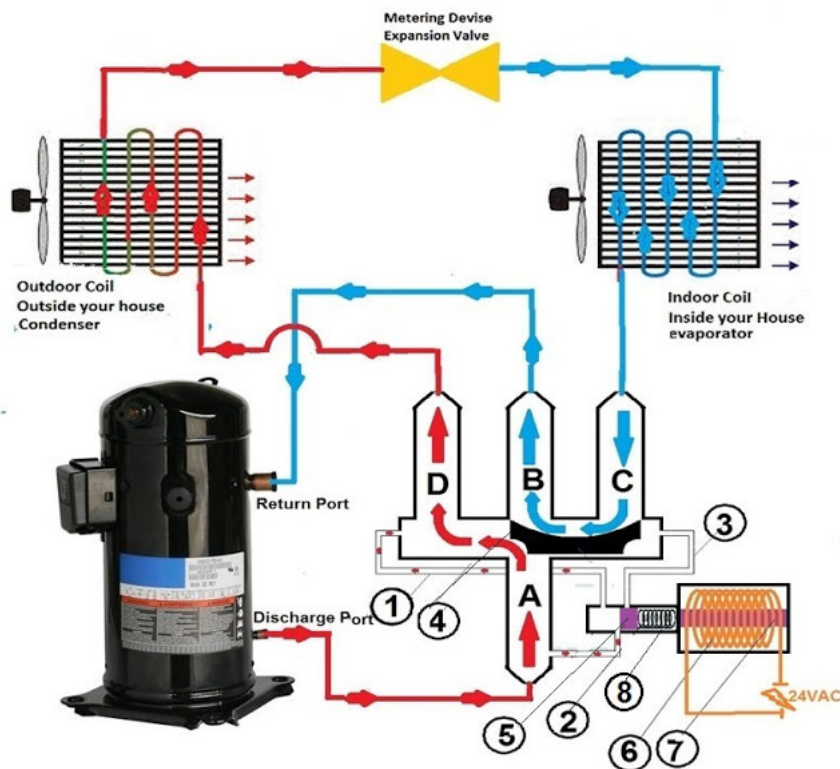 Metering Devise
Expansion Valve
Outdoor Coil
Outside your house
Condenser
Indoor Coil
Inside your House
evaporator
Return Port
Discharge Port
D
B
C
A
1
4
3
5
2
8
6
7
24VAC